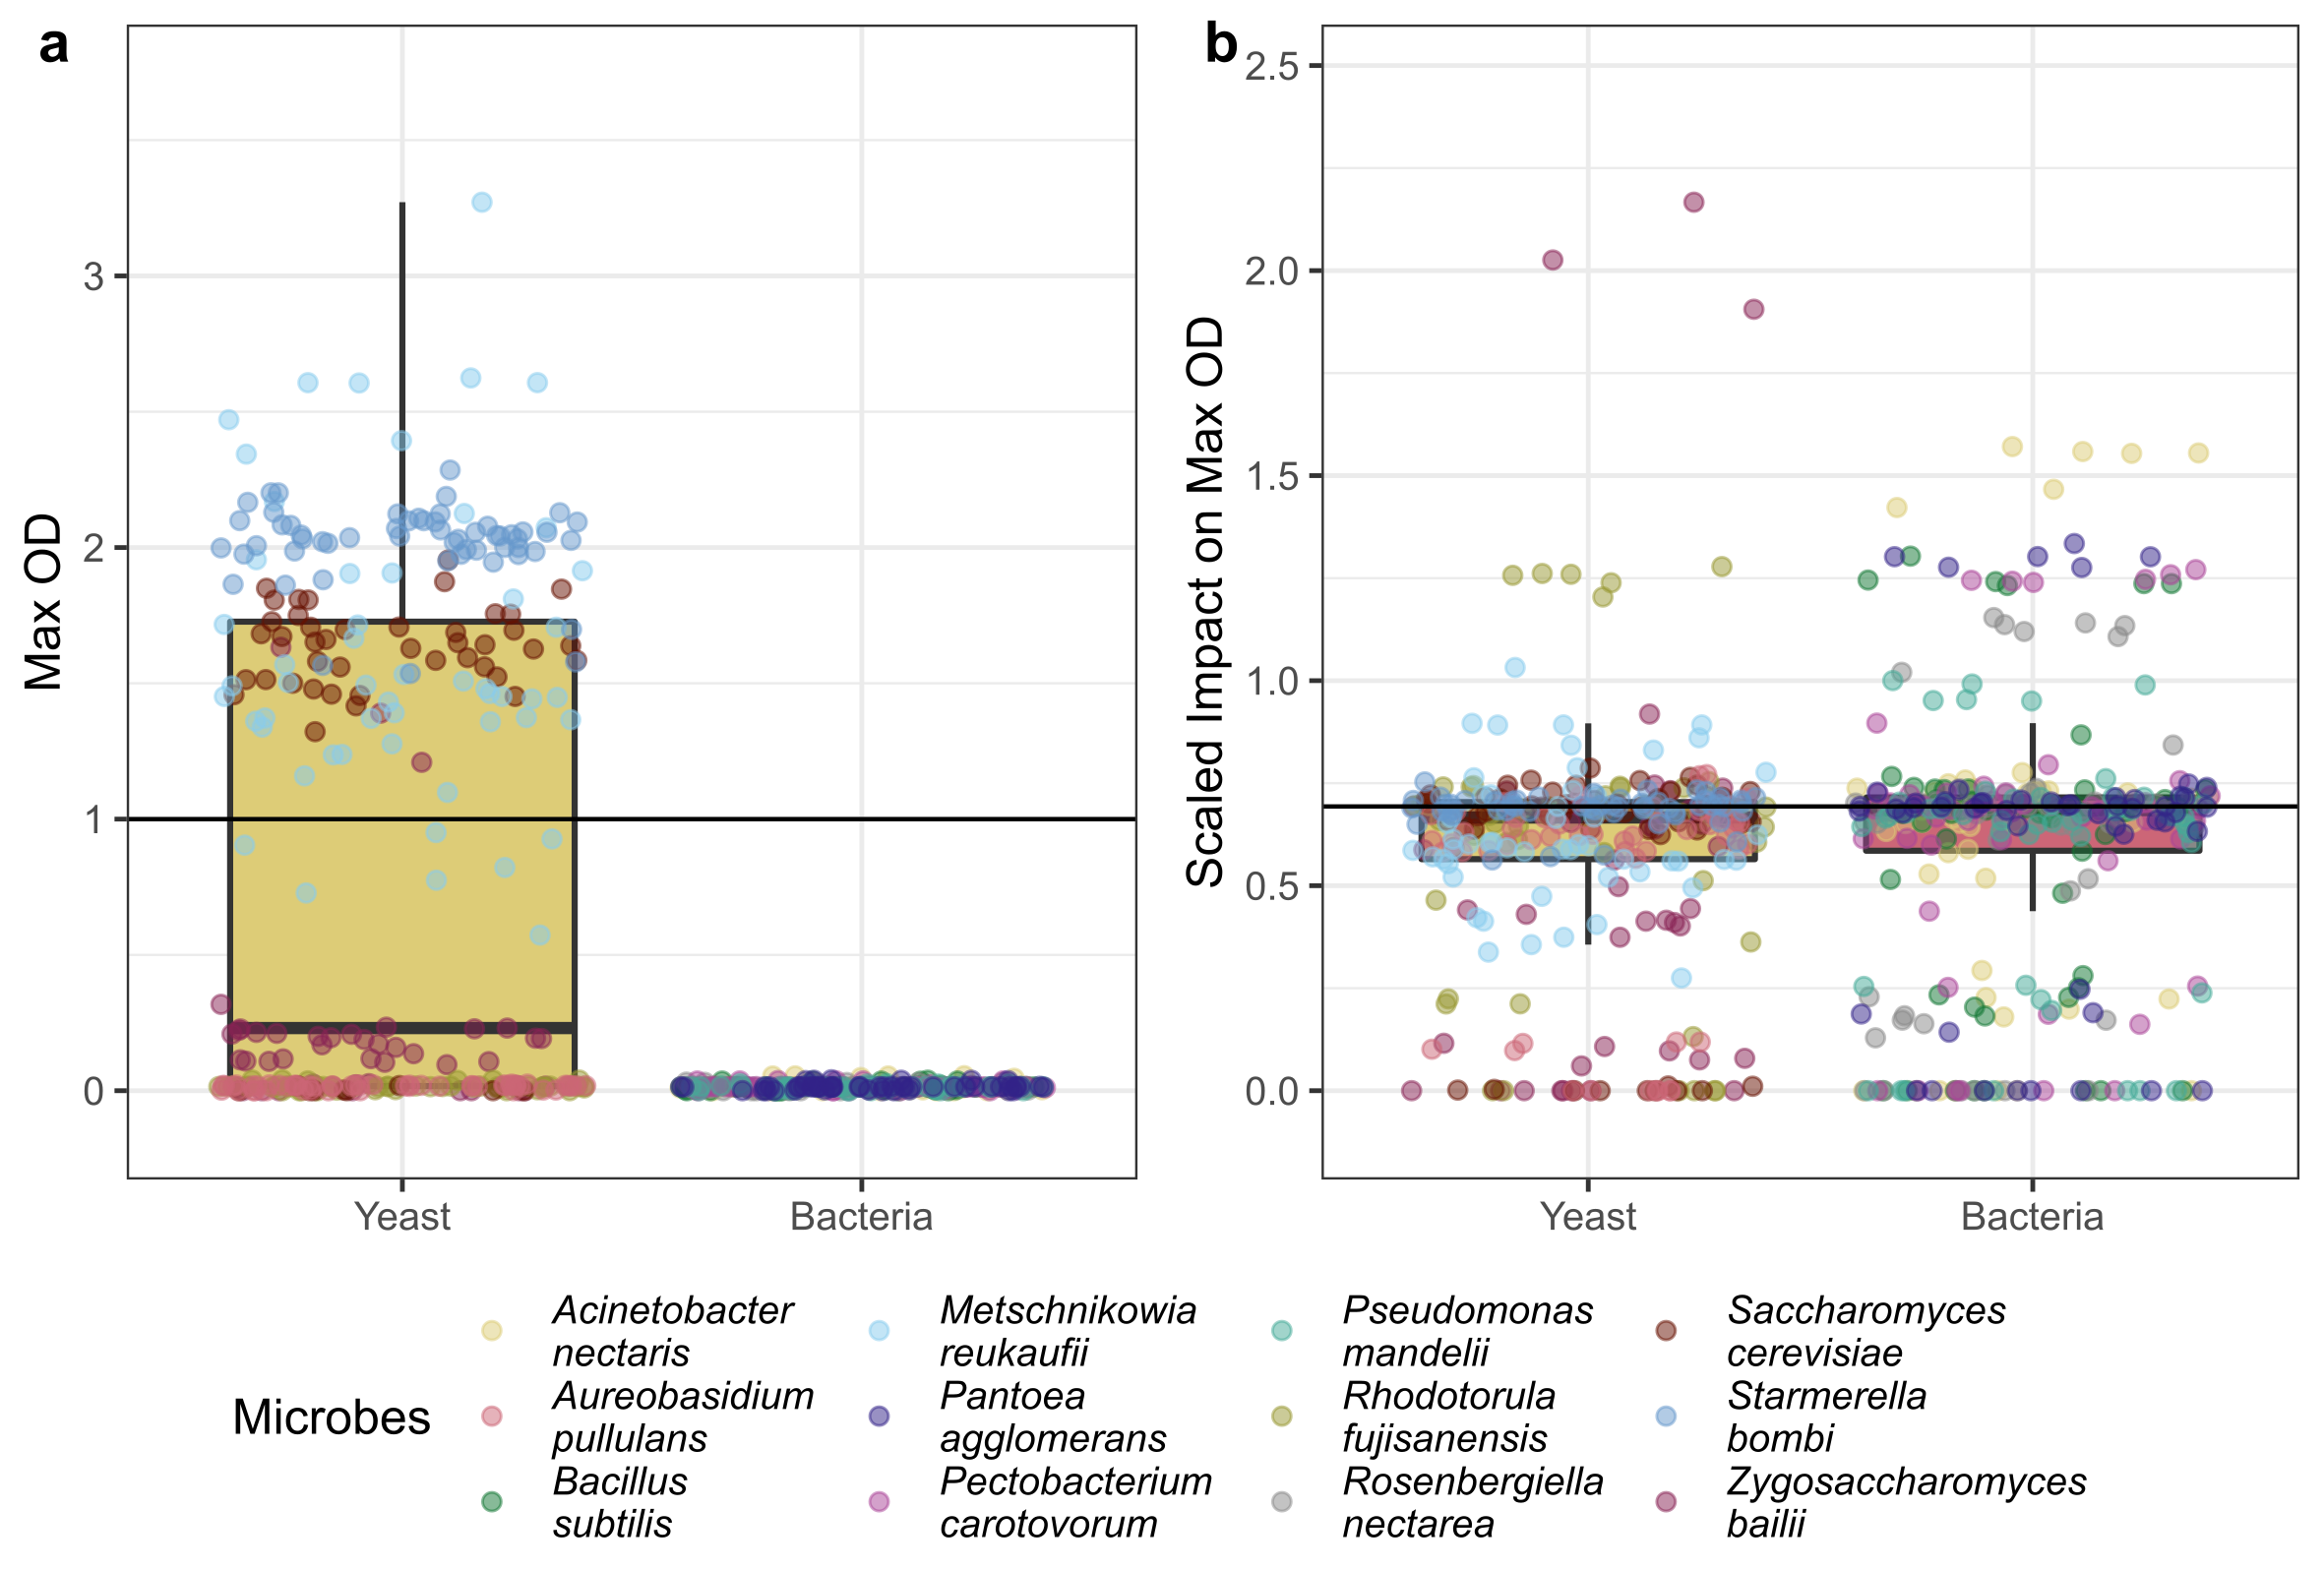 a
Max OD
3
2
1
0
Yeast Bacteria
b
Scaled Impact on Max OD
2.5
2.0
1.5
1.0
0.5
0.0
Yeast Bacteria
Microbes
Acinetobacter
nectaris
Aureobasidium
pullulans
Bacillus
subtilis
Metschnikowia
reukaufii
Pantoea
agglomerans
Pectobacterium
carotovorum
Pseudomonas
mandelii
Rhodotorula
fujisanensis
Rosenbergiella
nectarea
Saccharomyces
cerevisiae
Starmerella
bombi
Zygosaccharomyces
bailii